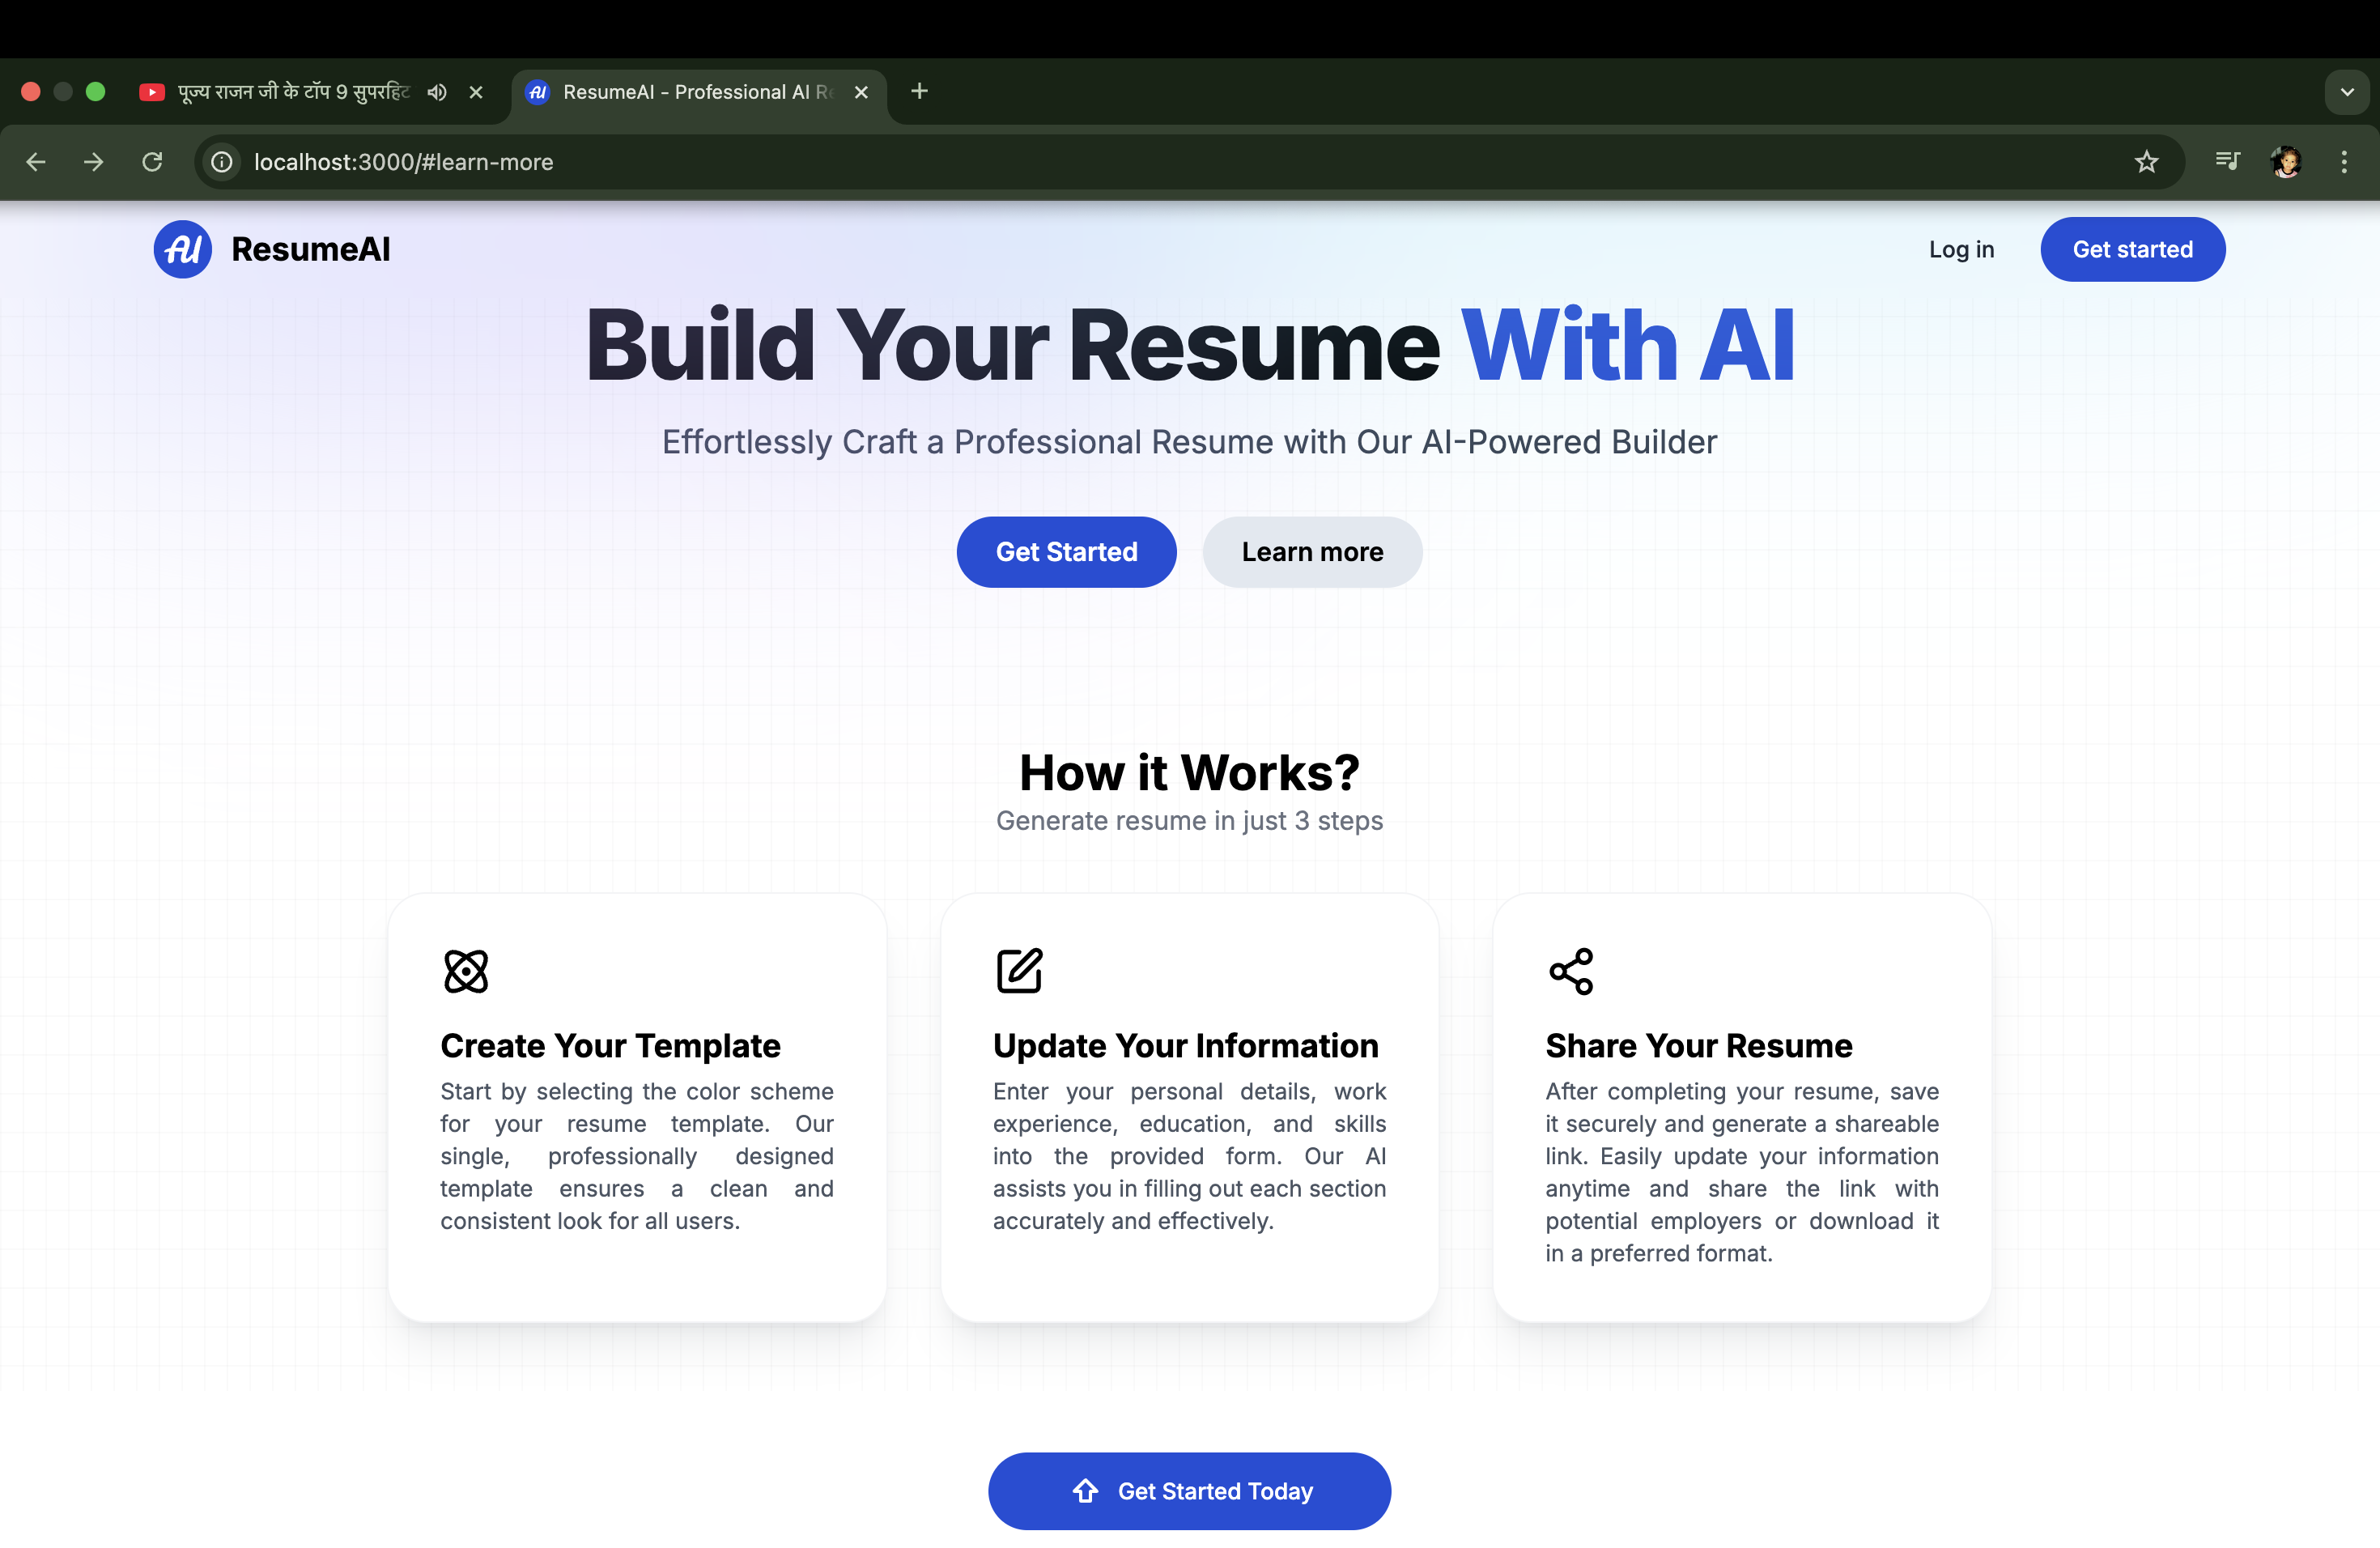 पूज्य राजन जी के टॉप 9 सुपरहिट
ResumeAI - Professional AI Re
localhost:3000/#learn-more
AI ResumeAI
Log in
Get started
Build Your Resume With AI
Effortlessly Craft a Professional Resume with Our AI-Powered Builder
Get Started
Learn more
How it Works?
Generate resume in just 3 steps
Create Your Template
Start by selecting the color scheme
for your resume template. Our
single, professionally designed
template ensures a clean and
consistent look for all users.
Update Your Information
Enter your personal details, work
experience, education, and skills
into the provided form. Our AI
assists you in filling out each section
accurately and effectively.
Share Your Resume
After completing your resume, save
it securely and generate a shareable
link. Easily update your information
anytime and share the link with
potential employers or download it
in a preferred format.
Get Started Today